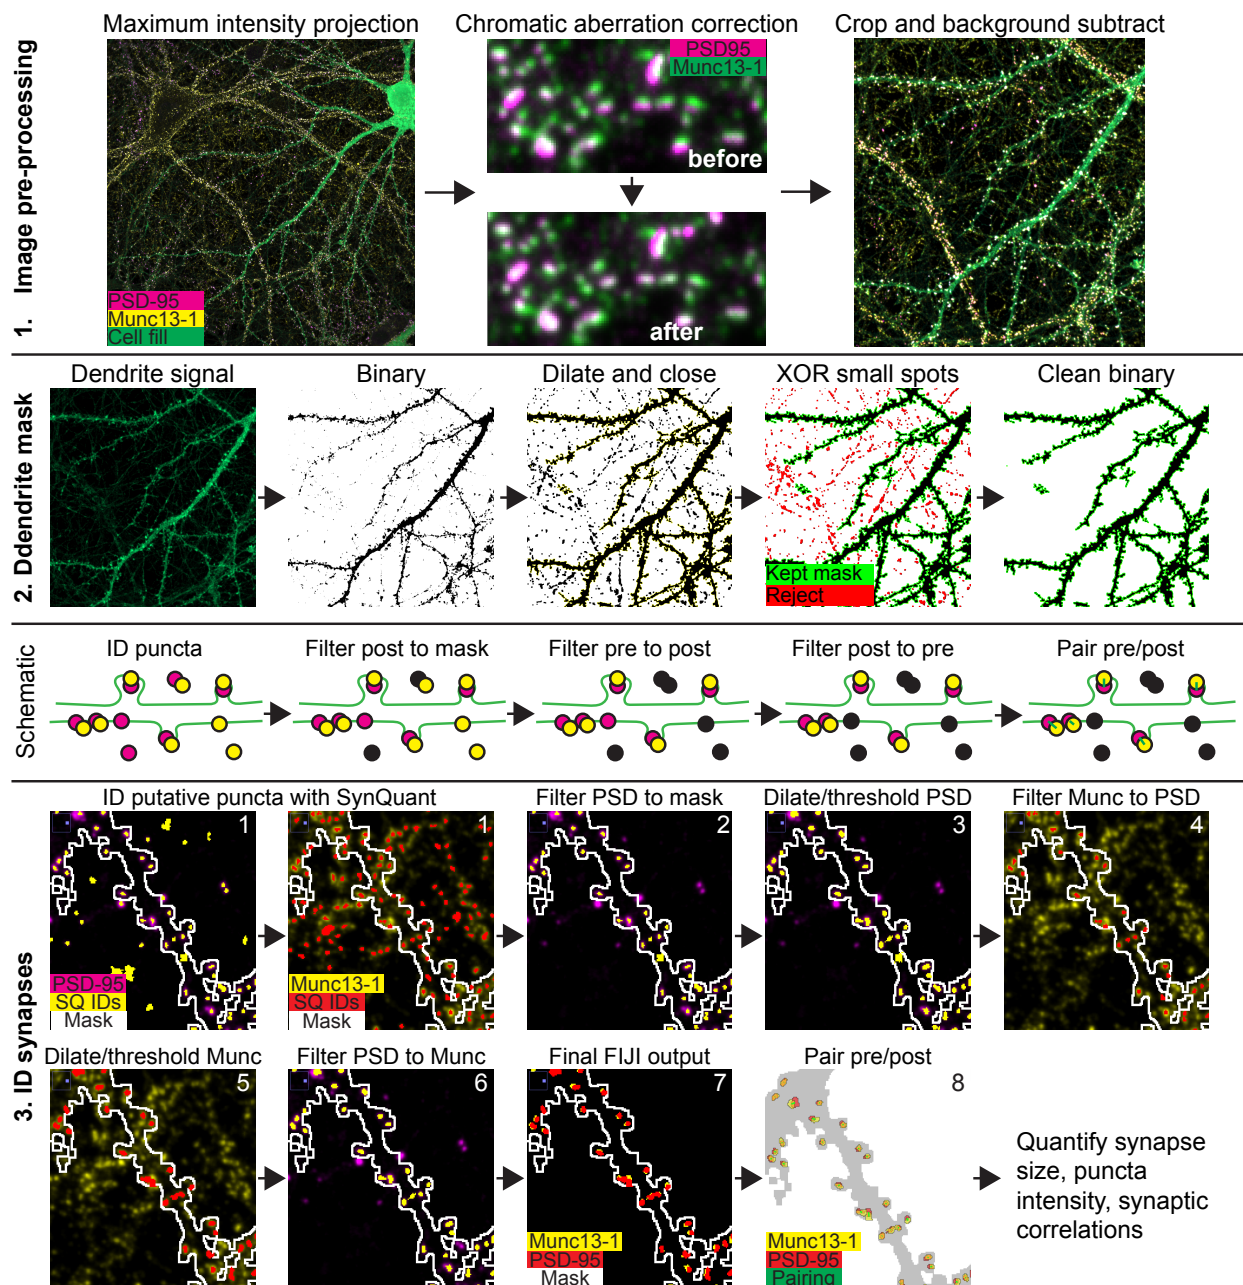 1. Image pre-processing
Maximum intensity projection
PSD-95
Munc13-1
Cell fill
Chromatic aberration correction
PSD95
Munc13-1
before
after
Crop and background subtract
2. Ddendrite mask
Dendrite signal
Binary
Dilate and close
XOR small spots
Kept mask
Reject
Clean binary
Schematic
ID puncta
Filter post to mask
Filter pre to post
Filter post to pre
Pair pre/post
3. ID synapses
ID putative puncta with SynQuant
1
PSD-95
SQ IDs
Mask
1
Munc13-1
SQ IDs
Mask
Filter PSD to mask
2
Dilate/threshold PSD
3
Filter Munc to PSD
4
Dilate/threshold Munc
5
Filter PSD to Munc
6
Final FIJI output
7
Munc13-1
PSD-95
Mask
Pair pre/post
8
Munc13-1
PSD-95
Pairing
Quantify synapse
size, puncta
intensity, synaptic
correlations